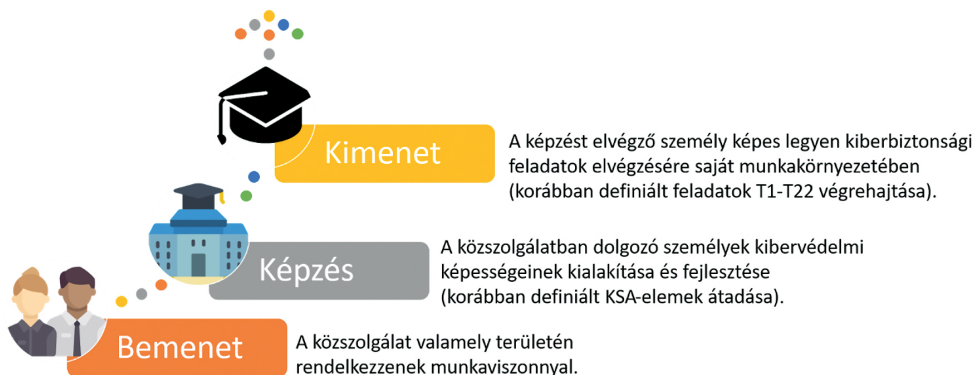 Kimenet
A képzést elvégző személy képes legyen kiberbiztonsági
feladatok elvégzésére saját munkakörnyezetében
(korábban definiált feladatok T1-T22 végrehajtása).
Képzés
A közszolgálatban dolgozó személyek kibervédelmi
képességeinek kialakítása és fejlesztése
(korábban definiált KSA-elemek átadása).
Bemenet
A közszolgálat valamely területén
rendelkezzenek munkaviszonnyal.